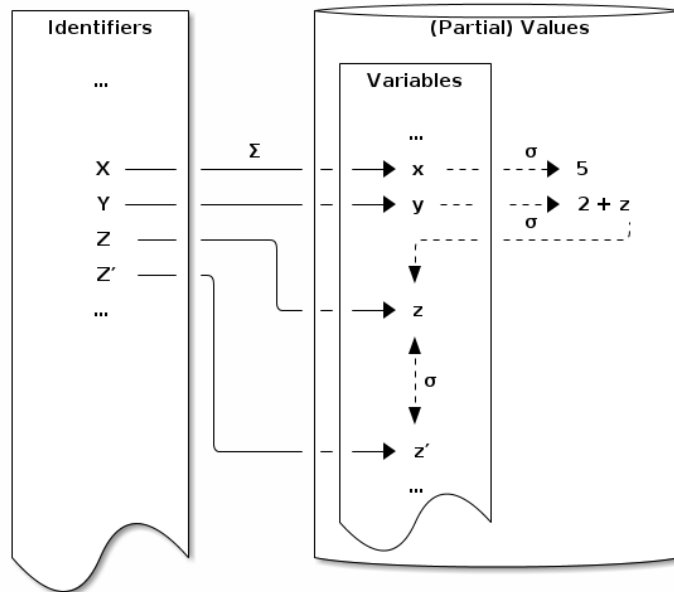 Identifiers
(Partial) Values
Variables
...
...
X Σ x σ 5
Y y σ 2 + z
Z
Z′
...
z
σ
z′
...